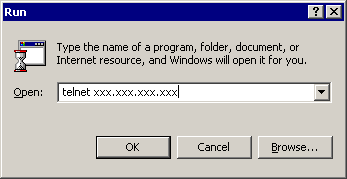 Run
Type the name of a program, folder, document, or
Internet resource, and Windows will open it for you.
Open: telnet xxx.xxx.xxx.xxx
OK Cancel Browse...